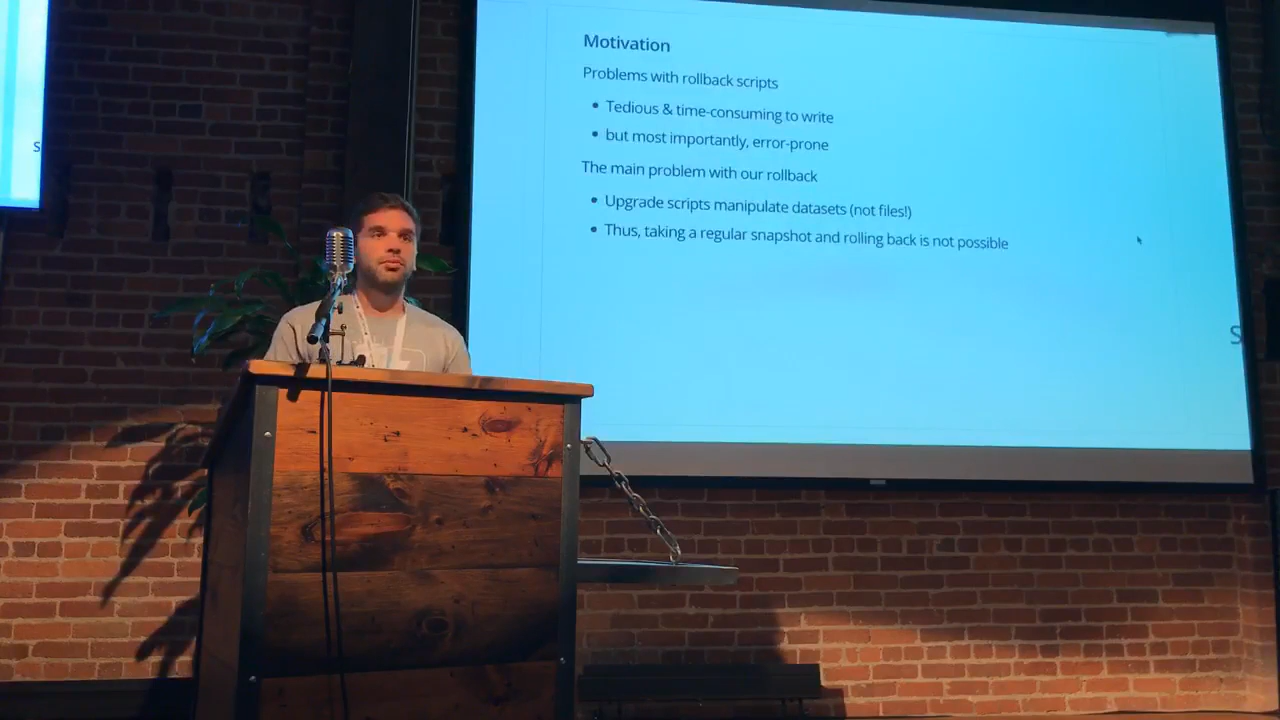 Motivation
Problems with rollback scripts
• Tedious & time-consuming to write
• but most importantly, error-prone
The main problem with our rollback
• Upgrade scripts manipulate datasets (not files!)
• Thus, taking a regular snapshot and rolling back is not possible
S
S